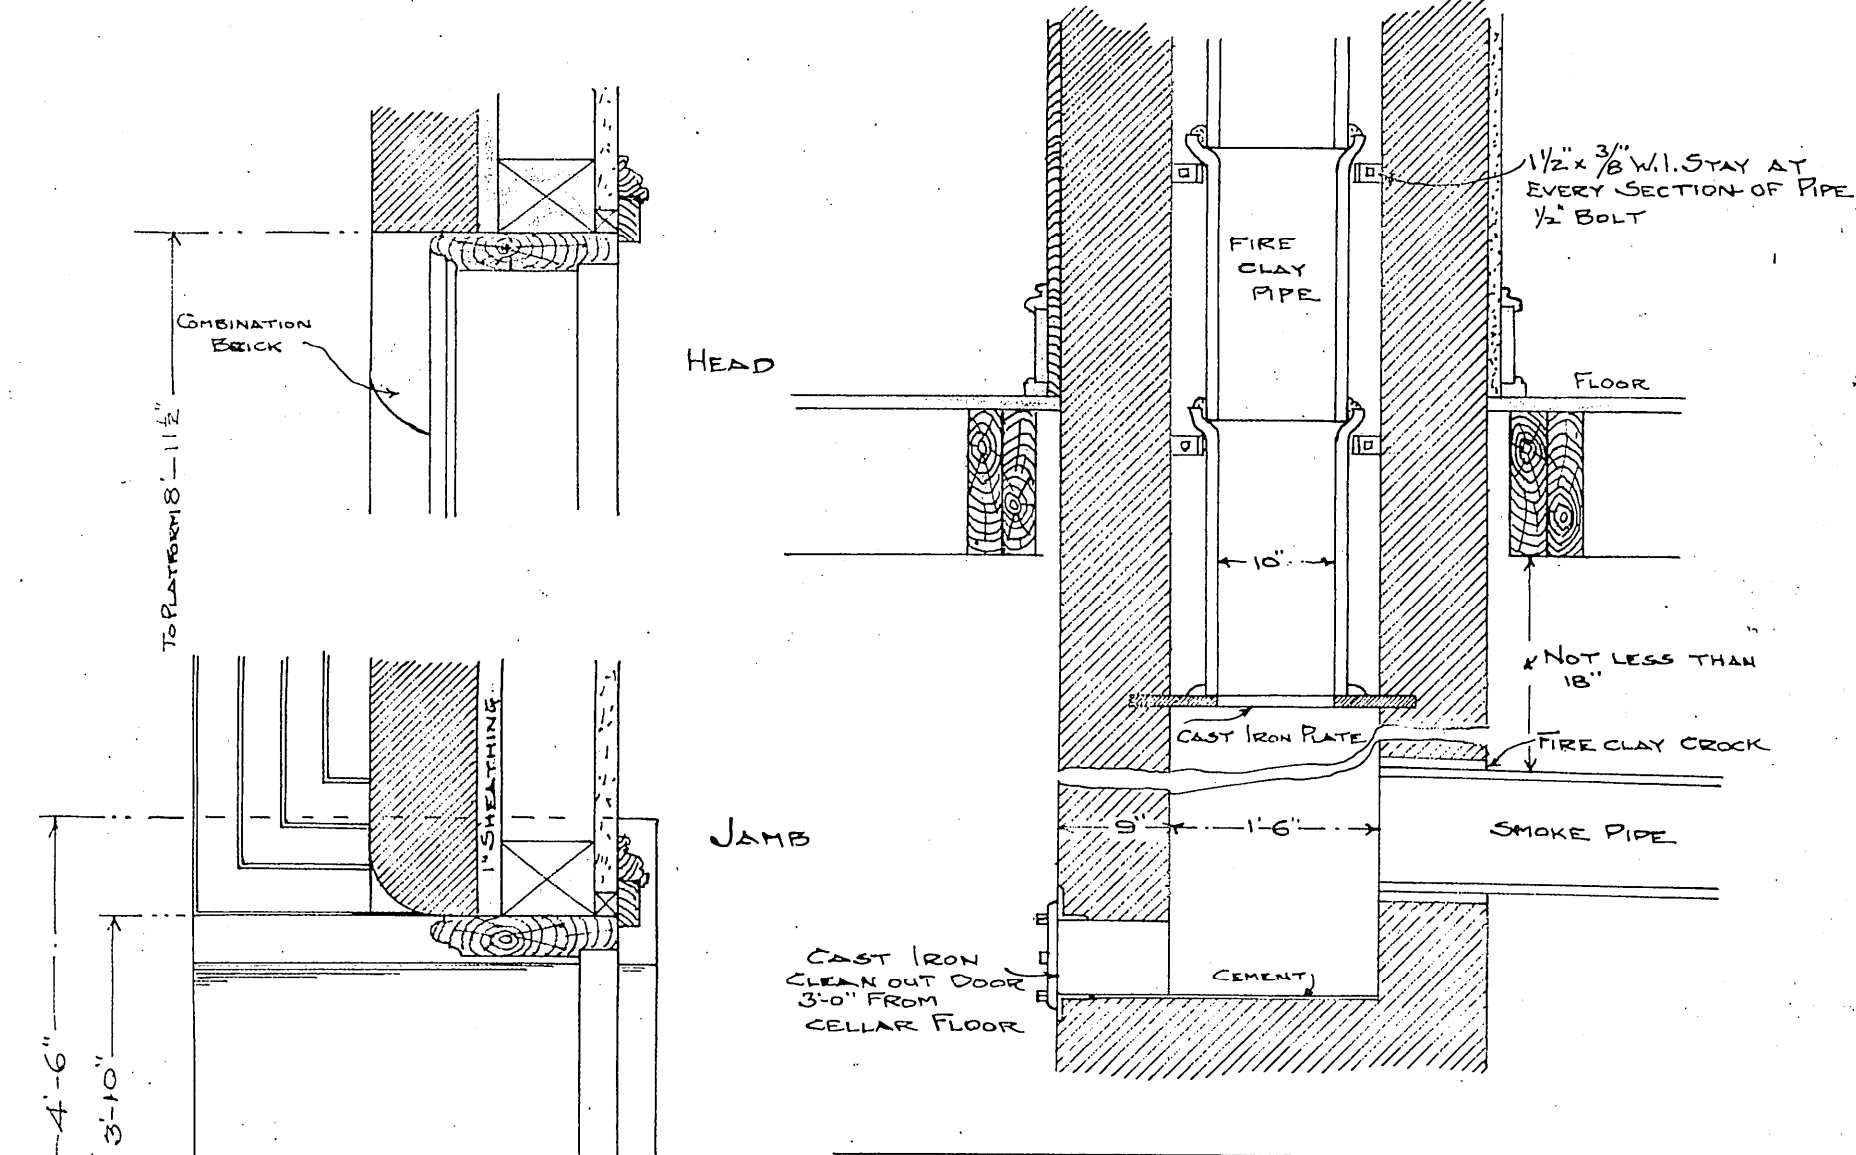 COMBINATION
BRICK
TO PLATFORM 8'-11½"
HEAD
1" SHEATHING
JAMB
4'-6"
3'-10"
1½" x 3/8" W.I. STAY AT
EVERY SECTION OF PIPE
½" BOLT
FIRE
CLAY
PIPE
FLOOR
10"
NOT LESS THAN
18"
CAST IRON PLATE
FIRE CLAY CROCK
9"
1'-6"
SMOKE PIPE
CAST IRON
CLEAN OUT DOOR
3'-0" FROM
CELLAR FLOOR
CEMENT